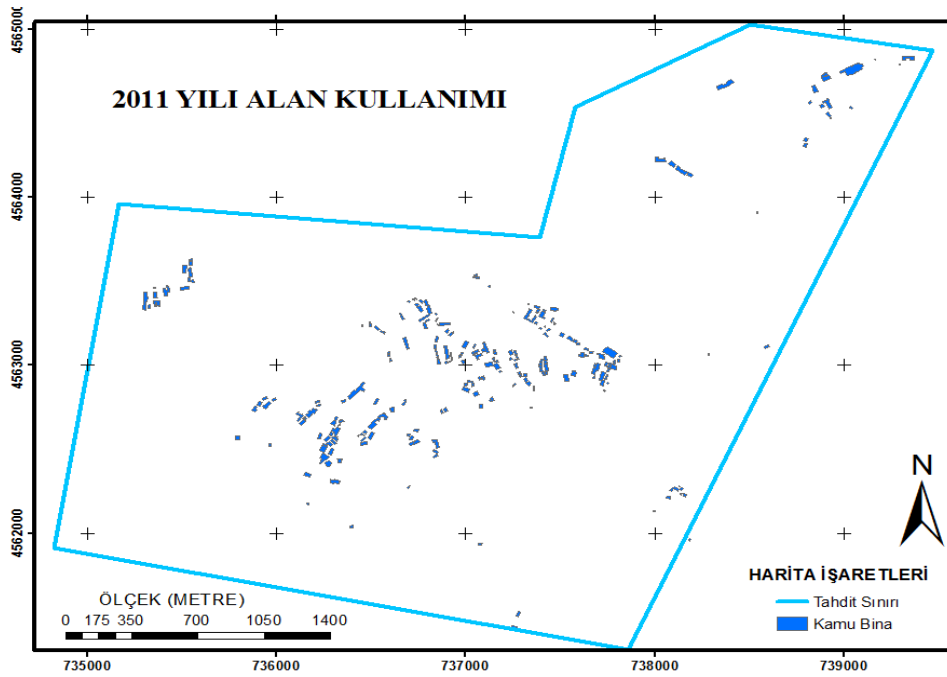 4565000
2011 YILI ALAN KULLANIMI
4564000
4563000
4562000
N
HARİTA İŞARETLERİ
Tahdit Sınırı
Kamu Bina
ÖLÇEK (METRE)
0 175 350 700 1050 1400
735000 736000 737000 738000 739000